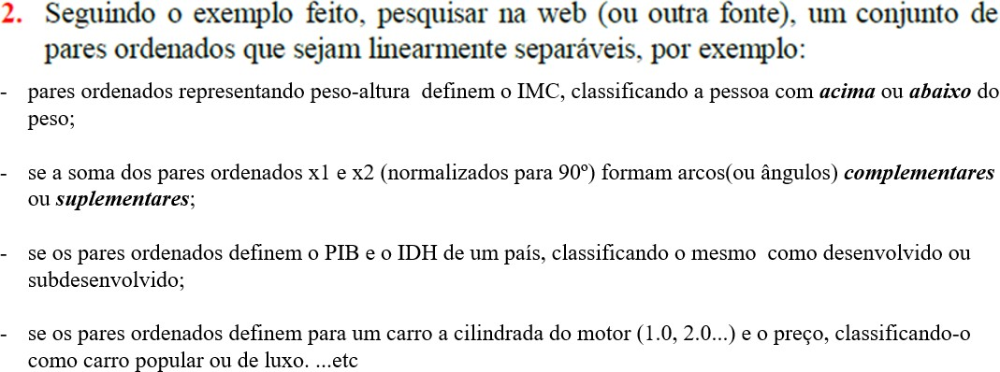 2. Seguindo o exemplo feito, pesquisar na web (ou outra fonte), um conjunto de
pares ordenados que sejam linearmente separáveis, por exemplo:
- pares ordenados representando peso-altura definem o IMC, classificando a pessoa com acima ou abaixo do
peso;
- se a soma dos pares ordenados x1 e x2 (normalizados para 90º) formam arcos(ou ângulos) complementares
ou suplementares;
- se os pares ordenados definem o PIB e o IDH de um país, classificando o mesmo como desenvolvido ou
subdesenvolvido;
- se os pares ordenados definem para um carro a cilindrada do motor (1.0, 2.0...) e o preço, classificando-o
como carro popular ou de luxo. ...etc